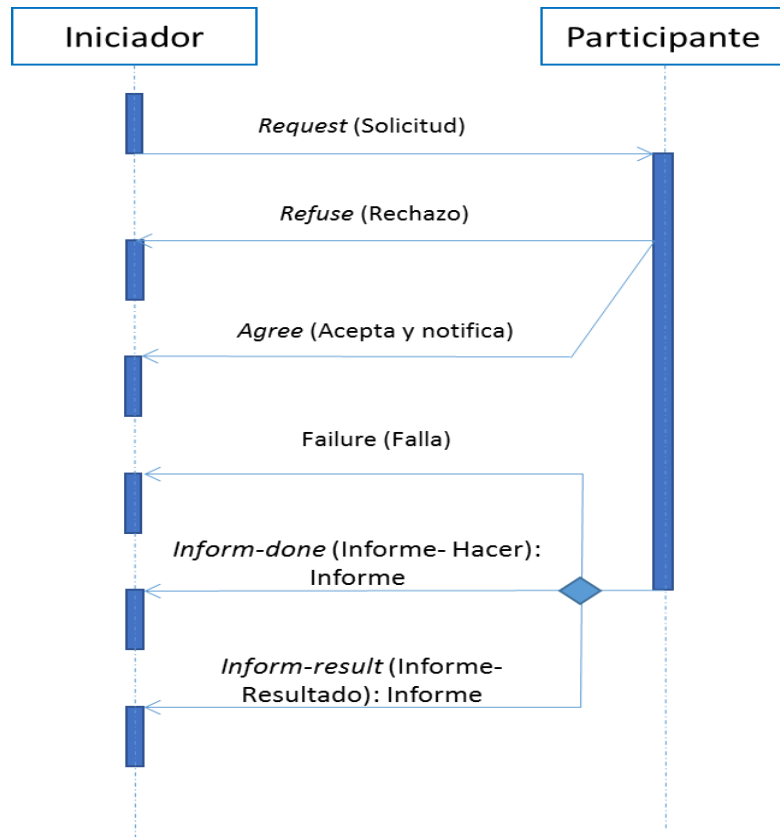 Iniciador
Participante
Request (Solicitud)
Refuse (Rechazo)
Agree (Acepta y notifica)
Failure (Falla)
Inform-done (Informe- Hacer):
Informe
Inform-result (Informe-
Resultado): Informe